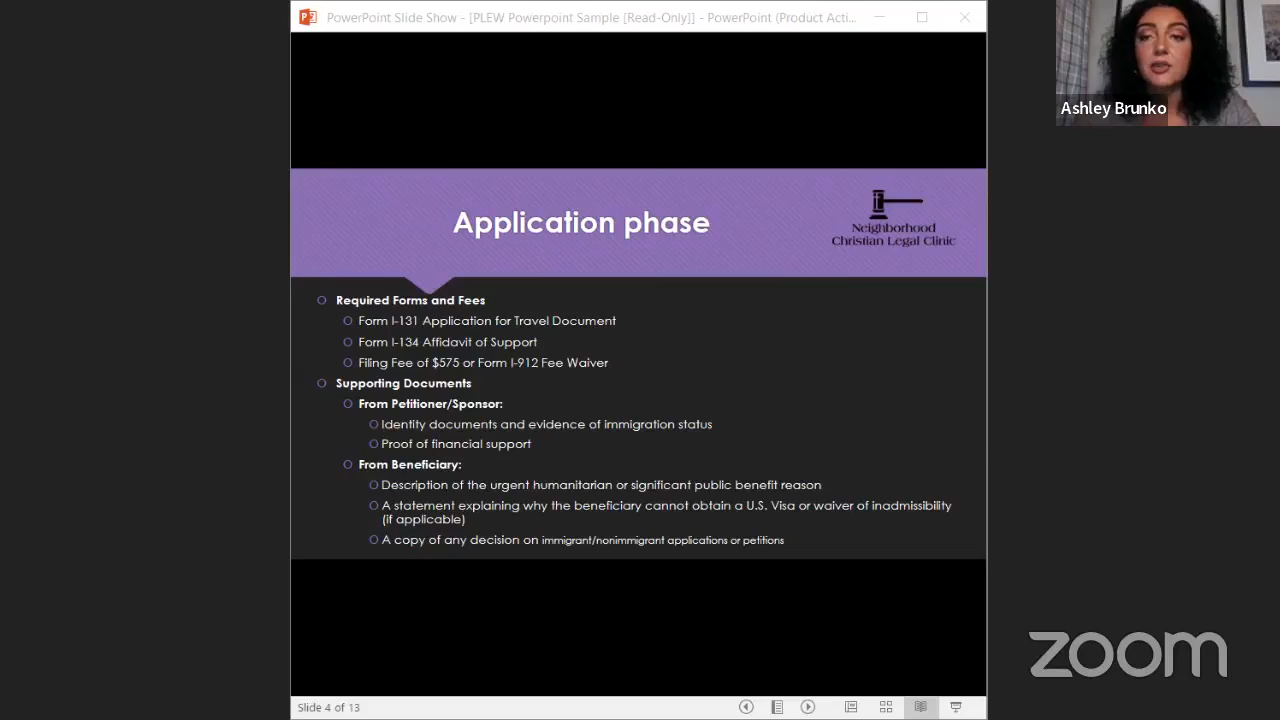 PowerPoint Slide Show - [PLEW Powerpoint Sample [Read-Only]] - PowerPoint (Product Acti...
Ashley Brunko
Application phase
Neighborhood
Christian Legal Clinic
Required Forms and Fees
Form I-131 Application for Travel Document
Form I-134 Affidavit of Support
Filing Fee of $575 or Form I-912 Fee Waiver
Supporting Documents
From Petitioner/Sponsor:
Identity documents and evidence of immigration status
Proof of financial support
From Beneficiary:
Description of the urgent humanitarian or significant public benefit reason
A statement explaining why the beneficiary cannot obtain a U.S. Visa or waiver of inadmissibility
(if applicable)
A copy of any decision on immigrant/nonimmigrant applications or petitions
zoom
Slide 4 of 13